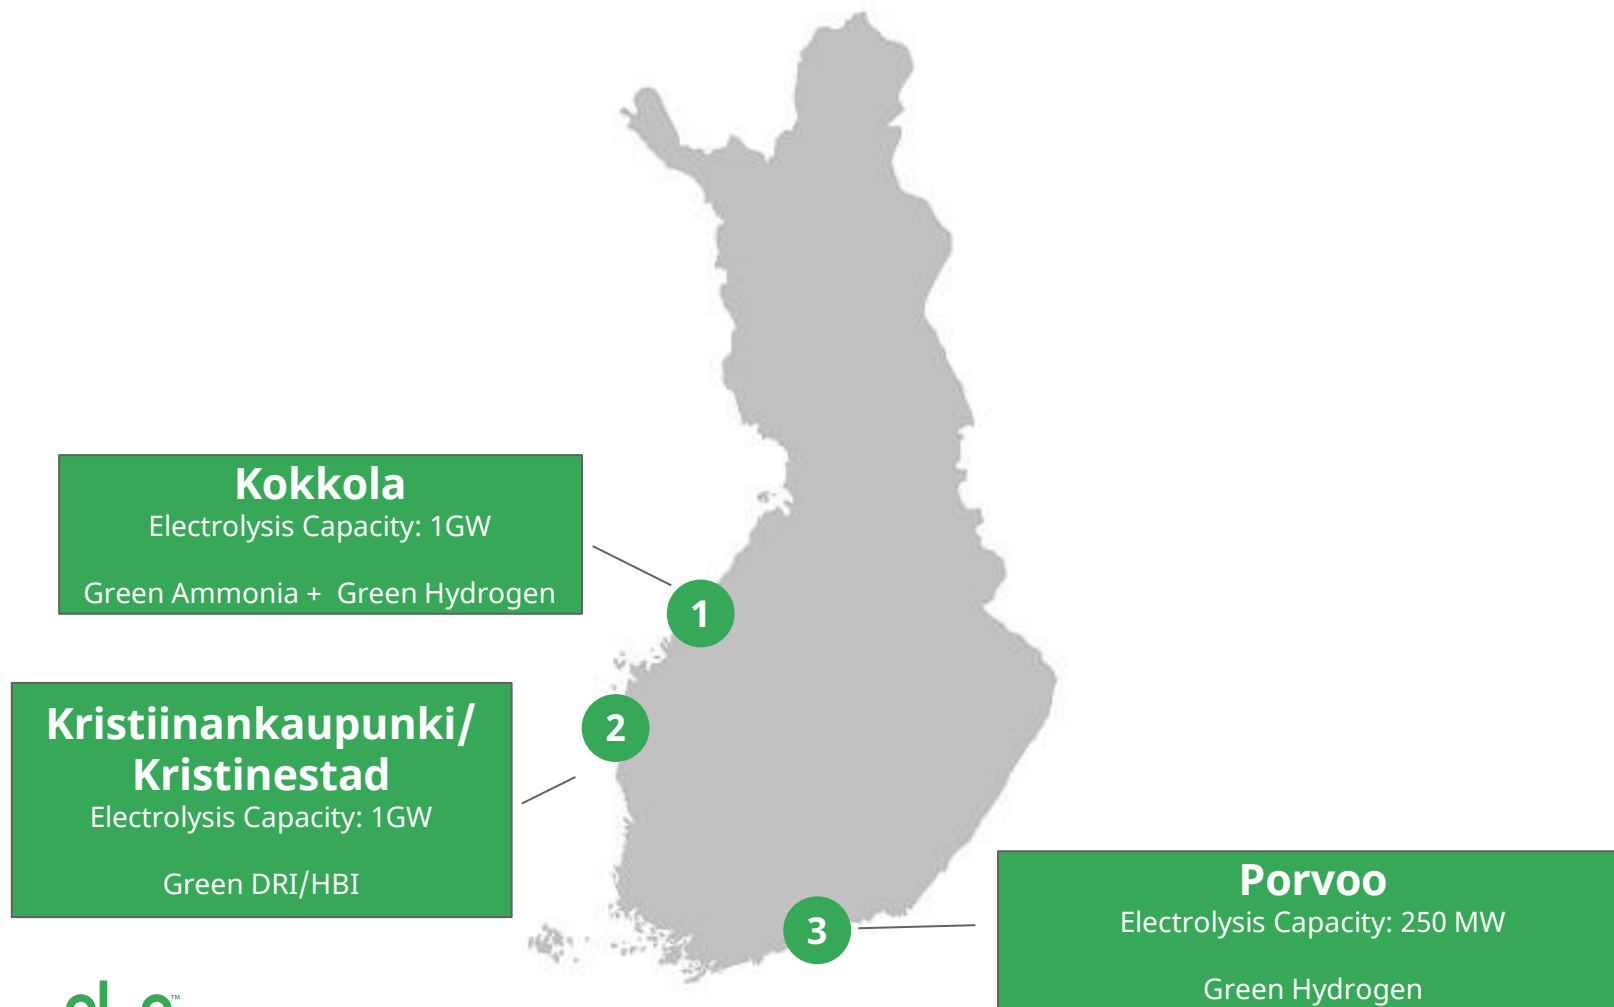 Kokkola
Electrolysis Capacity: 1GW
Green Ammonia + Green Hydrogen
1
Kristiinankaupunki/
Kristinestad
Electrolysis Capacity: 1GW
Green DRI/HBI
2
Porvoo
Electrolysis Capacity: 250 MW
Green Hydrogen
3